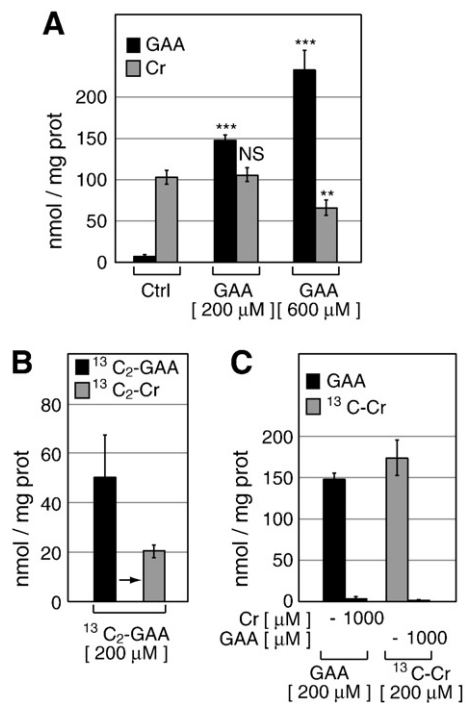 A
GAA
Cr
nmol / mg prot
200
150
100
50
0
***
NS
***
**
Ctrl
GAA
[ 200 µM ]
GAA
[ 600 µM ]
B
¹³ C₂-GAA
¹³ C₂-Cr
nmol / mg prot
80
60
40
20
0
¹³ C₂-GAA
[ 200 µM ]
C
GAA
¹³ C-Cr
nmol / mg prot
200
150
100
50
0
Cr [ µM ] - 1000
GAA [ µM ] - 1000
GAA
[ 200 µM ]
¹³ C-Cr
[ 200 µM ]